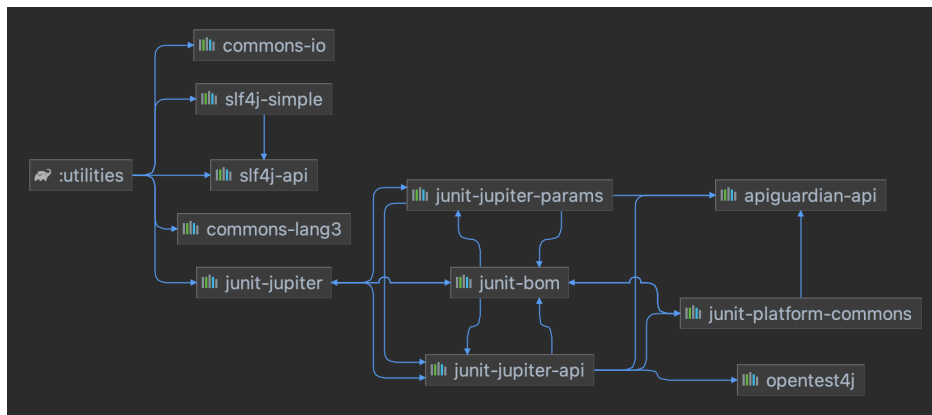 commons-io
slf4j-simple
:utilities
slf4j-api
junit-jupiter-params
apiguardian-api
commons-lang3
junit-jupiter
junit-bom
junit-platform-commons
junit-jupiter-api
opentest4j